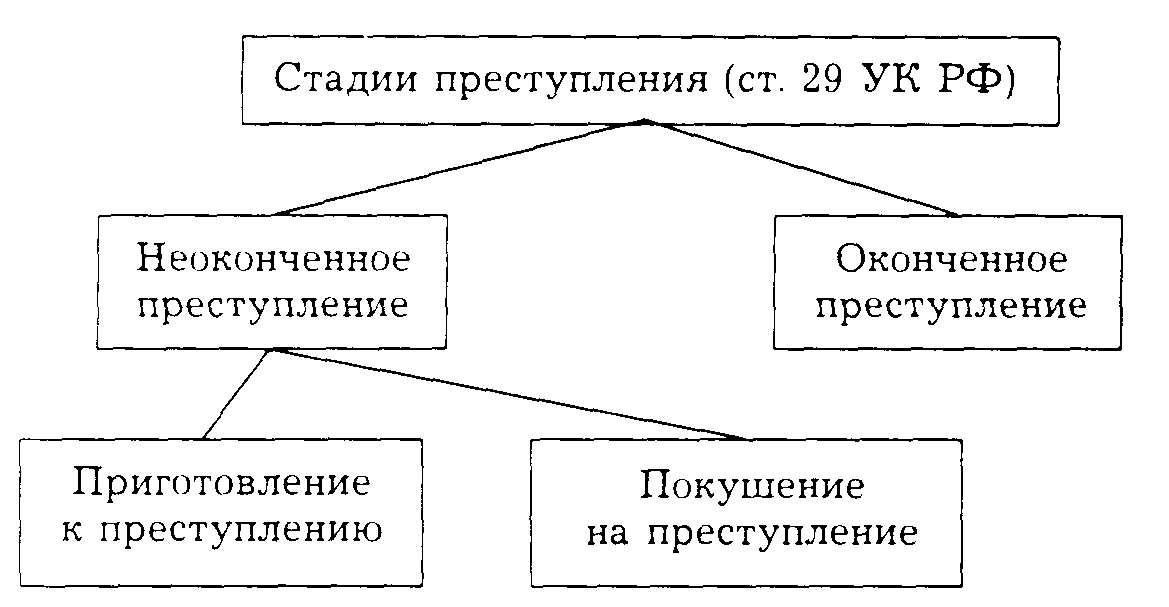 Стадии преступления (ст. 29 УК РФ)
Неоконченное
преступление
Оконченное
преступление
Приготовление
к преступлению
Покушение
на преступление